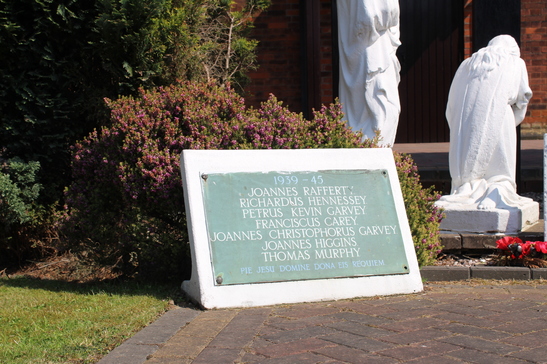 1939-45
JOANNES RAFFERTY
RICHARDUS HENNESSEY
PETRUS KEVIN GARVEY
FRANCISCUS CAREY
JOANNES CHRISTOPHORUS GARVEY
JOANNES HIGGINS
THOMAS MURPHY
PIE JESU DOMINE DONA EIS REQUIEM